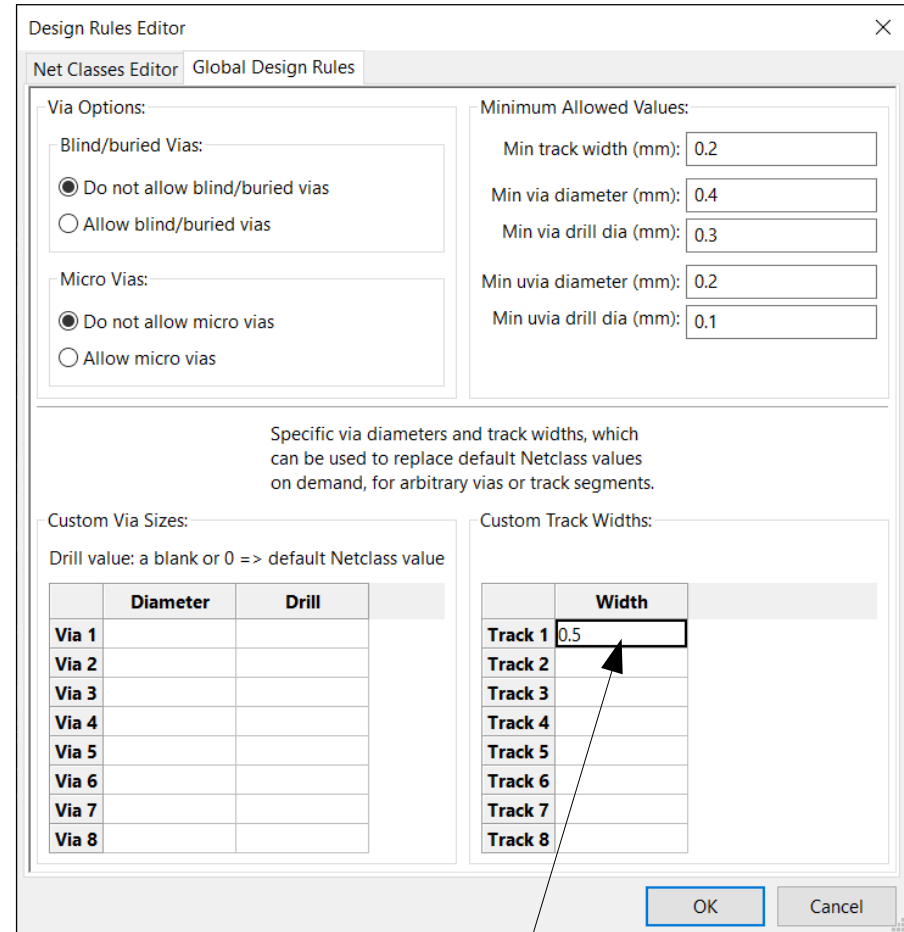 Design Rules Editor
Net Classes Editor Global Design Rules
Via Options:
Blind/buried Vias:
Do not allow blind/buried vias
Allow blind/buried vias
Micro Vias:
Do not allow micro vias
Allow micro vias
Minimum Allowed Values:
Min track width (mm): 0.2
Min via diameter (mm): 0.4
Min via drill dia (mm): 0.3
Min uvia diameter (mm): 0.2
Min uvia drill dia (mm): 0.1
Specific via diameters and track widths, which
can be used to replace default Netclass values
on demand, for arbitrary vias or track segments.
Custom Via Sizes:
Drill value: a blank or 0 => default Netclass value
Diameter Drill
Via 1
Via 2
Via 3
Via 4
Via 5
Via 6
Via 7
Via 8
Custom Track Widths:
Width
Track 1 0.5
Track 2
Track 3
Track 4
Track 5
Track 6
Track 7
Track 8
OK Cancel